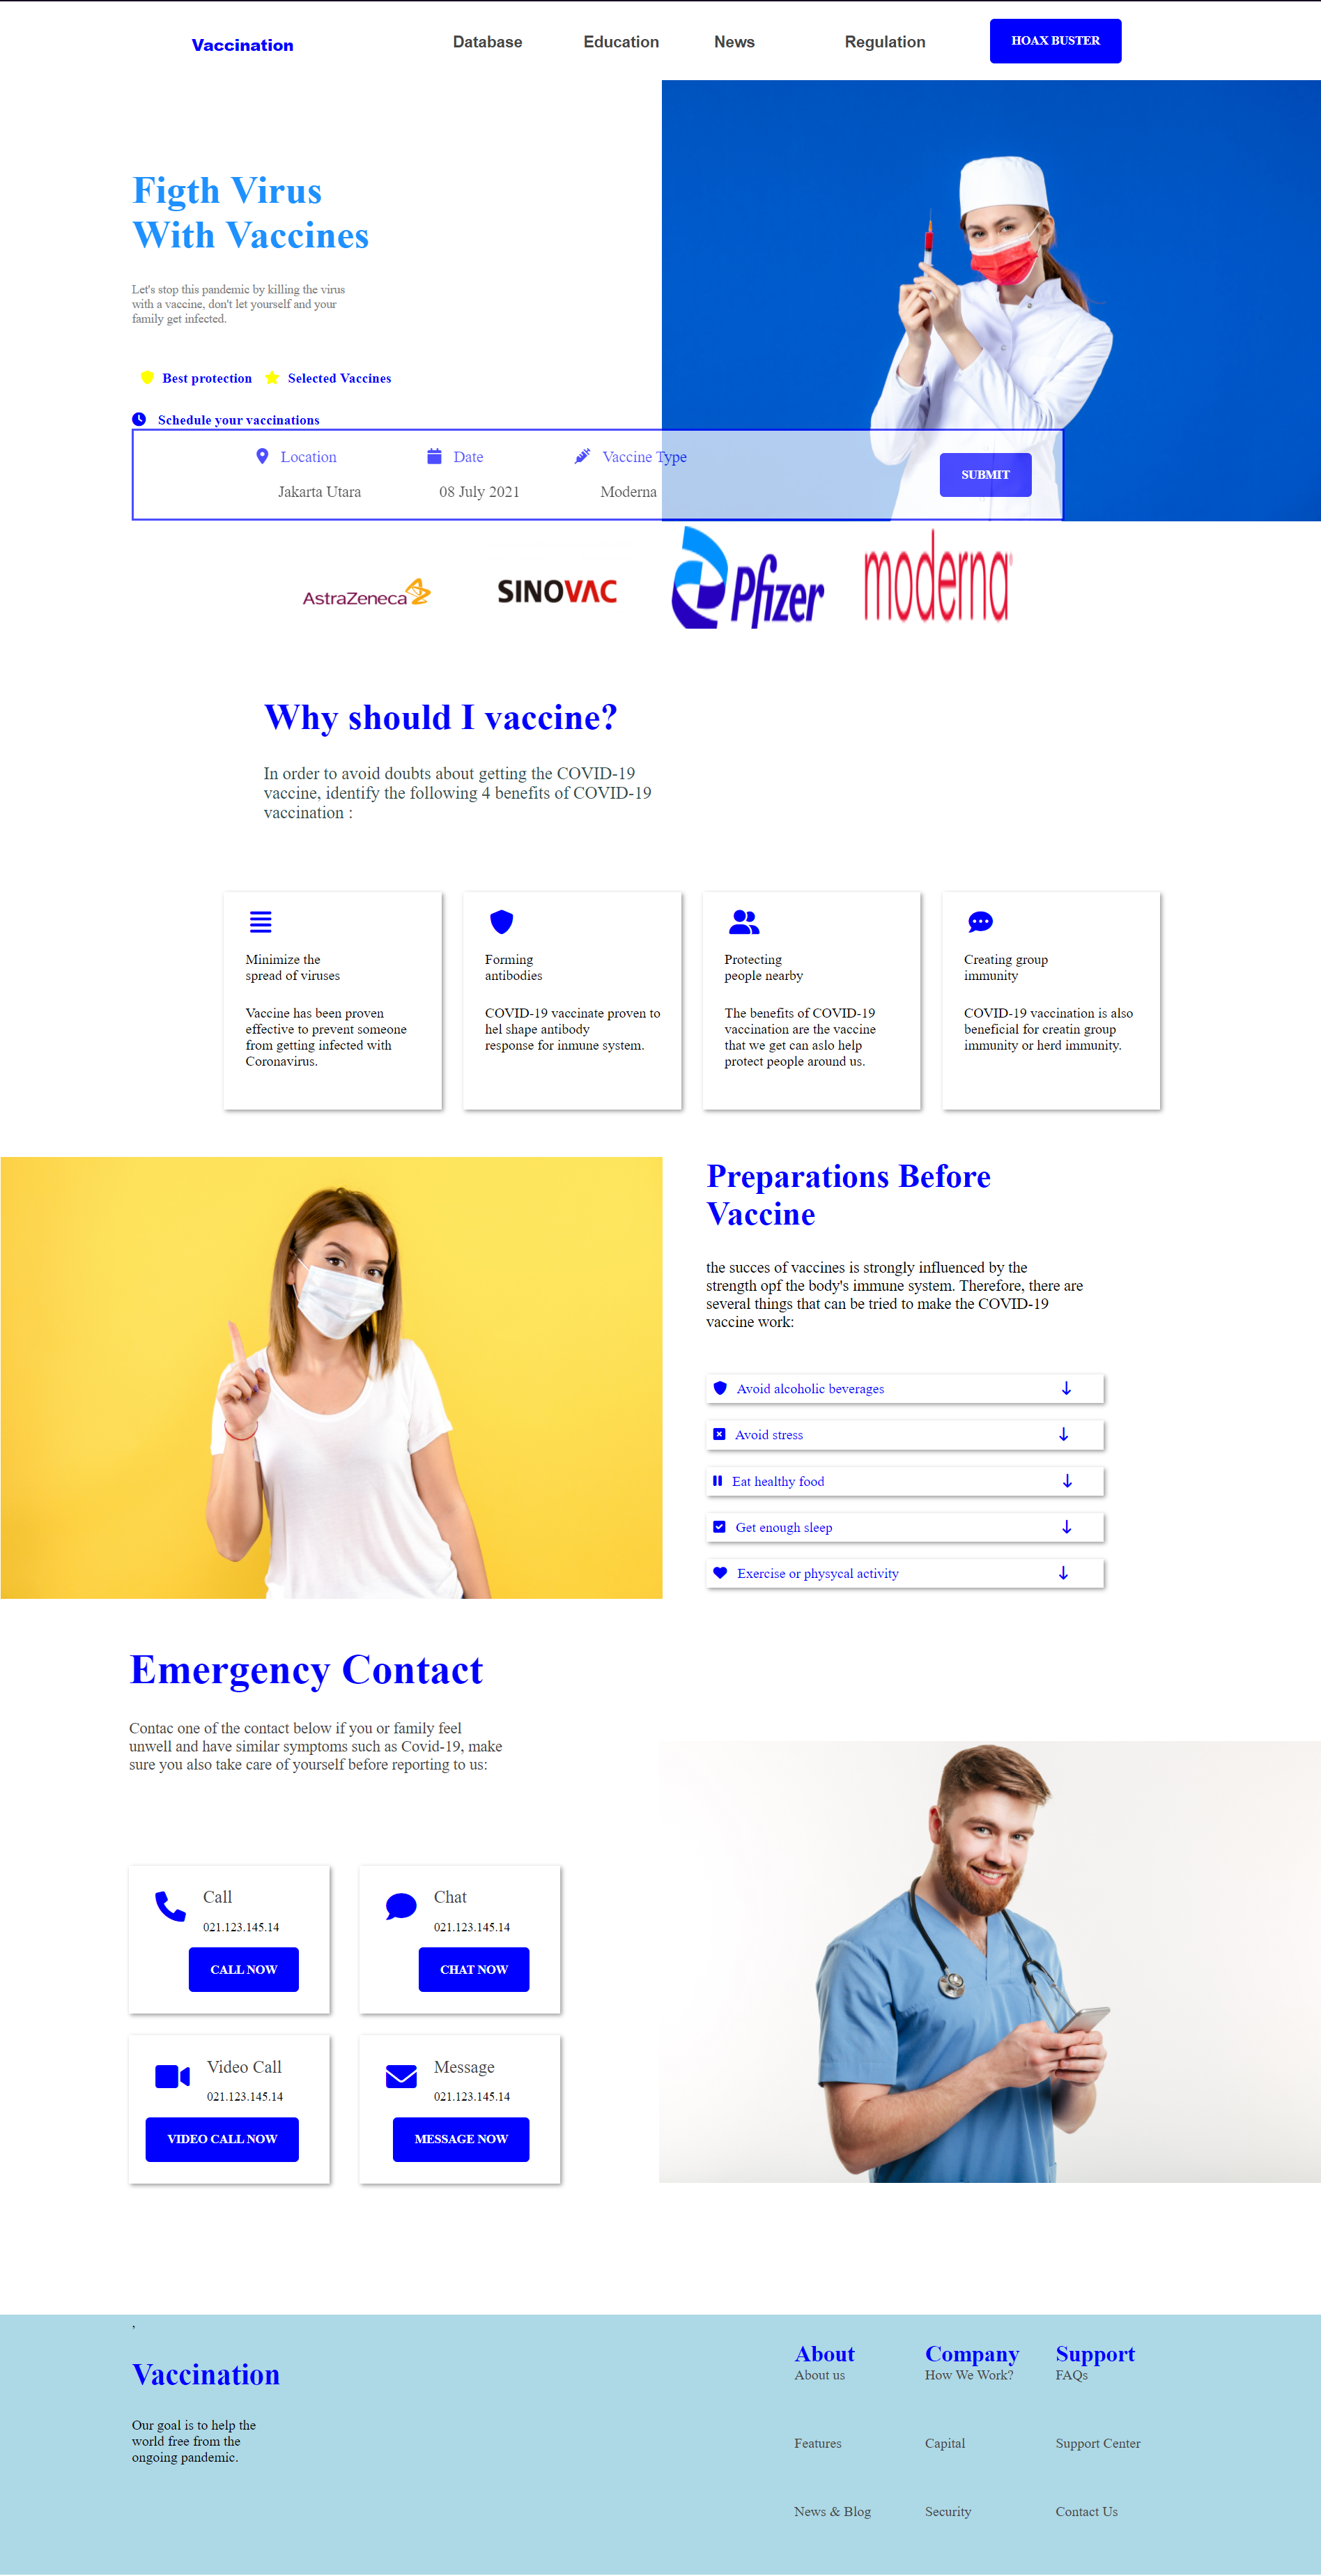 Vaccination
Database
Education
News
Regulation
HOAX BUSTER
Figth Virus
With Vaccines
Let's stop this pandemic by killing the virus
with a vaccine, don't let yourself and your
family get infected.
Best protection
Selected Vaccines
Schedule your vaccinations
Location
Date
Vaccine Type
Jakarta Utara
08 July 2021
Moderna
SUBMIT
AstraZeneca
SINOVAC
Pfizer
moderna
Why should I vaccine?
In order to avoid doubts about getting the COVID-19
vaccine, identify the following 4 benefits of COVID-19
vaccination :
Minimize the
spread of viruses
Vaccine has been proven
effective to prevent someone
from getting infected with
Coronavirus.
Forming
antibodies
COVID-19 vaccinate proven to
hel shape antibody
response for inmune system.
Protecting
people nearby
The benefits of COVID-19
vaccination are the vaccine
that we get can aslo help
protect people around us.
Creating group
immunity
COVID-19 vaccination is also
beneficial for creatin group
immunity or herd immunity.
Preparations Before
Vaccine
the succes of vaccines is strongly influenced by the
strength opf the body's immune system. Therefore, there are
several things that can be tried to make the COVID-19
vaccine work:
Avoid alcoholic beverages
Avoid stress
Eat healthy food
Get enough sleep
Exercise or physycal activity
Emergency Contact
Contac one of the contact below if you or family feel
unwell and have similar symptoms such as Covid-19, make
sure you also take care of yourself before reporting to us:
Call
021.123.145.14
CALL NOW
Chat
021.123.145.14
CHAT NOW
Video Call
021.123.145.14
VIDEO CALL NOW
Message
021.123.145.14
MESSAGE NOW
,
Vaccination
Our goal is to help the
world free from the
ongoing pandemic.
About
About us
Features
News & Blog
Company
How We Work?
Capital
Security
Support
FAQs
Support Center
Contact Us